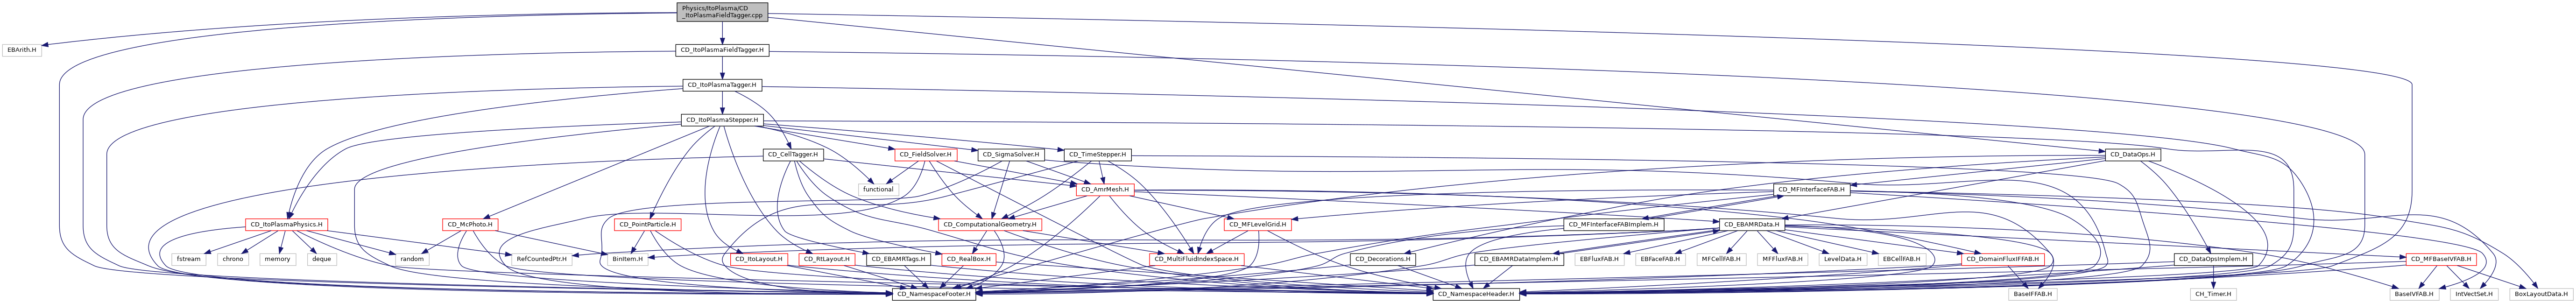 Physics/ItoPlasma/CD
_ItoPlasmaFieldTagger.cpp
EBArith.H
CD_ItoPlasmaFieldTagger.H
CD_ItoPlasmaTagger.H
CD_ItoPlasmaStepper.H
CD_CellTagger.H
CD_FieldSolver.H
CD_SigmaSolver.H
CD_TimeStepper.H
CD_DataOps.H
functional
CD_AmrMesh.H
CD_MFInterfaceFAB.H
CD_ItoPlasmaPhysics.H
CD_McPhoto.H
CD_PointParticle.H
CD_ComputationalGeometry.H
CD_MFLevelGrid.H
CD_MFInterfaceFABImplem.H
CD_EBAMRData.H
fstream
chrono
memory
deque
random
RefCountedPtr.H
BinItem.H
CD_ItoLayout.H
CD_RtLayout.H
CD_EBAMRTags.H
CD_RealBox.H
CD_MultiFluidIndexSpace.H
CD_Decorations.H
CD_EBAMRDataImplem.H
EBFluxFAB.H
EBFaceFAB.H
MFCellFAB.H
MFFluxFAB.H
LevelData.H
EBCellFAB.H
CD_DomainFluxIFFAB.H
CD_DataOpsImplem.H
CD_MFBaseIVFAB.H
CD_NamespaceFooter.H
CD_NamespaceHeader.H
BaseIFFAB.H
CH_Timer.H
BaseIVFAB.H
IntVectSet.H
BoxLayoutData.H